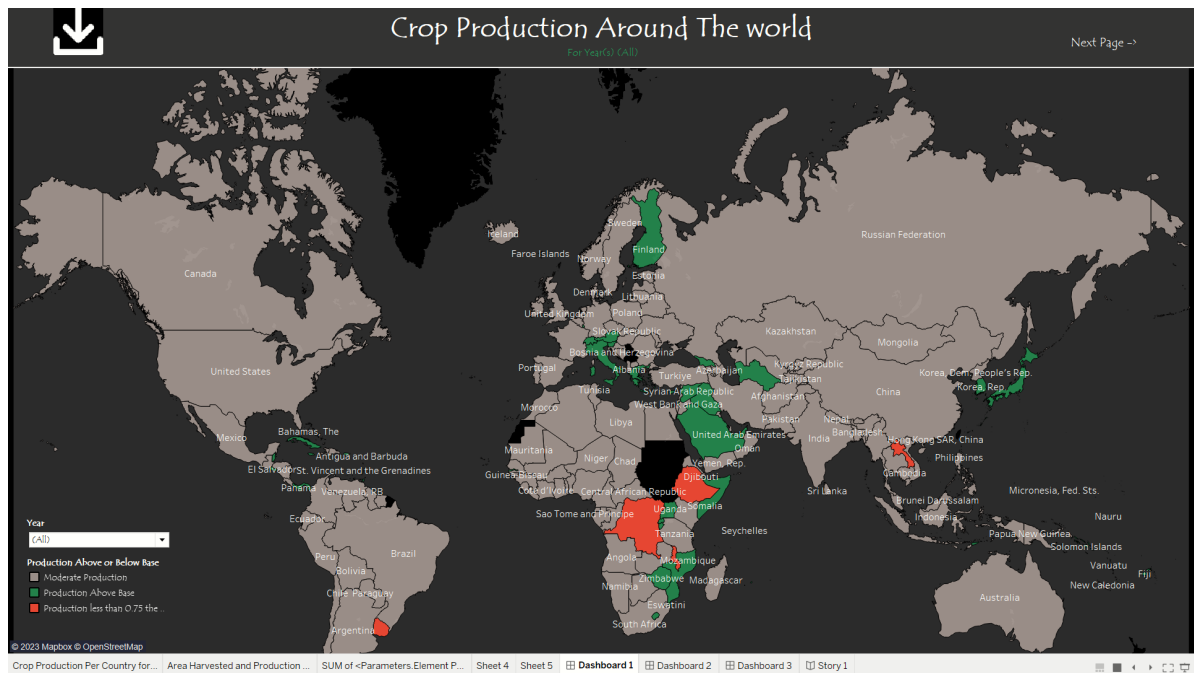 Crop Production Around The world
For Year(s) (All)
Next Page ->
Iceland
Sweden
Russian Federation
Finland
Faroe Islands
Norway
Canada
Estonia
Denmark
Lithuania
United Kingdom
Poland
Slovak Republic
Kazakhstan
Mongolia
Bosnia and Herzegovina
Kyrgyz Republic
Portugal
Albania
Turkiye
Azerbaijan
Tajikistan
Korea, Dem. People's Rep.
United States
Korea, Rep.
Tunisia
Syrian Arab Republic
China
Afghanistan
West Bank and Gaza
Morocco
Libya
Pakistan
Nepal
Bahamas, The
Bangladesh
Mexico
United Arab Emirates
India
Hong Kong SAR, China
Mauritania
Oman
Antigua and Barbuda
Niger
Chad
Yemen, Rep.
Philippines
El Salvador
St. Vincent and the Grenadines
Guinea-Bissau
Djibouti
Cambodia
Panama
Venezuela, RB
Cote d'Ivoire
Central African Republic
Sri Lanka
Micronesia, Fed. Sts.
Brunei Darussalam
Somalia
Uganda
Ecuador
Sao Tome and Principe
Indonesia
Nauru
Seychelles
Tanzania
Papua New Guinea
Solomon Islands
Peru
Brazil
Angola
Mozambique
Vanuatu
Bolivia
Fiji
Zimbabwe
Madagascar
Namibia
New Caledonia
Chile
Paraguay
Australia
Eswatini
South Africa
Argentina
Year
(All)
Production Above or Below Base
Moderate Production
Production Above Base
Production less than 0.75 the ..
© 2023 Mapbox © OpenStreetMap
Crop Production Per Country for... Area Harvested and Production ... SUM of <Parameters.Element P... Sheet 4 Sheet 5 Dashboard 1 Dashboard 2 Dashboard 3 Story 1